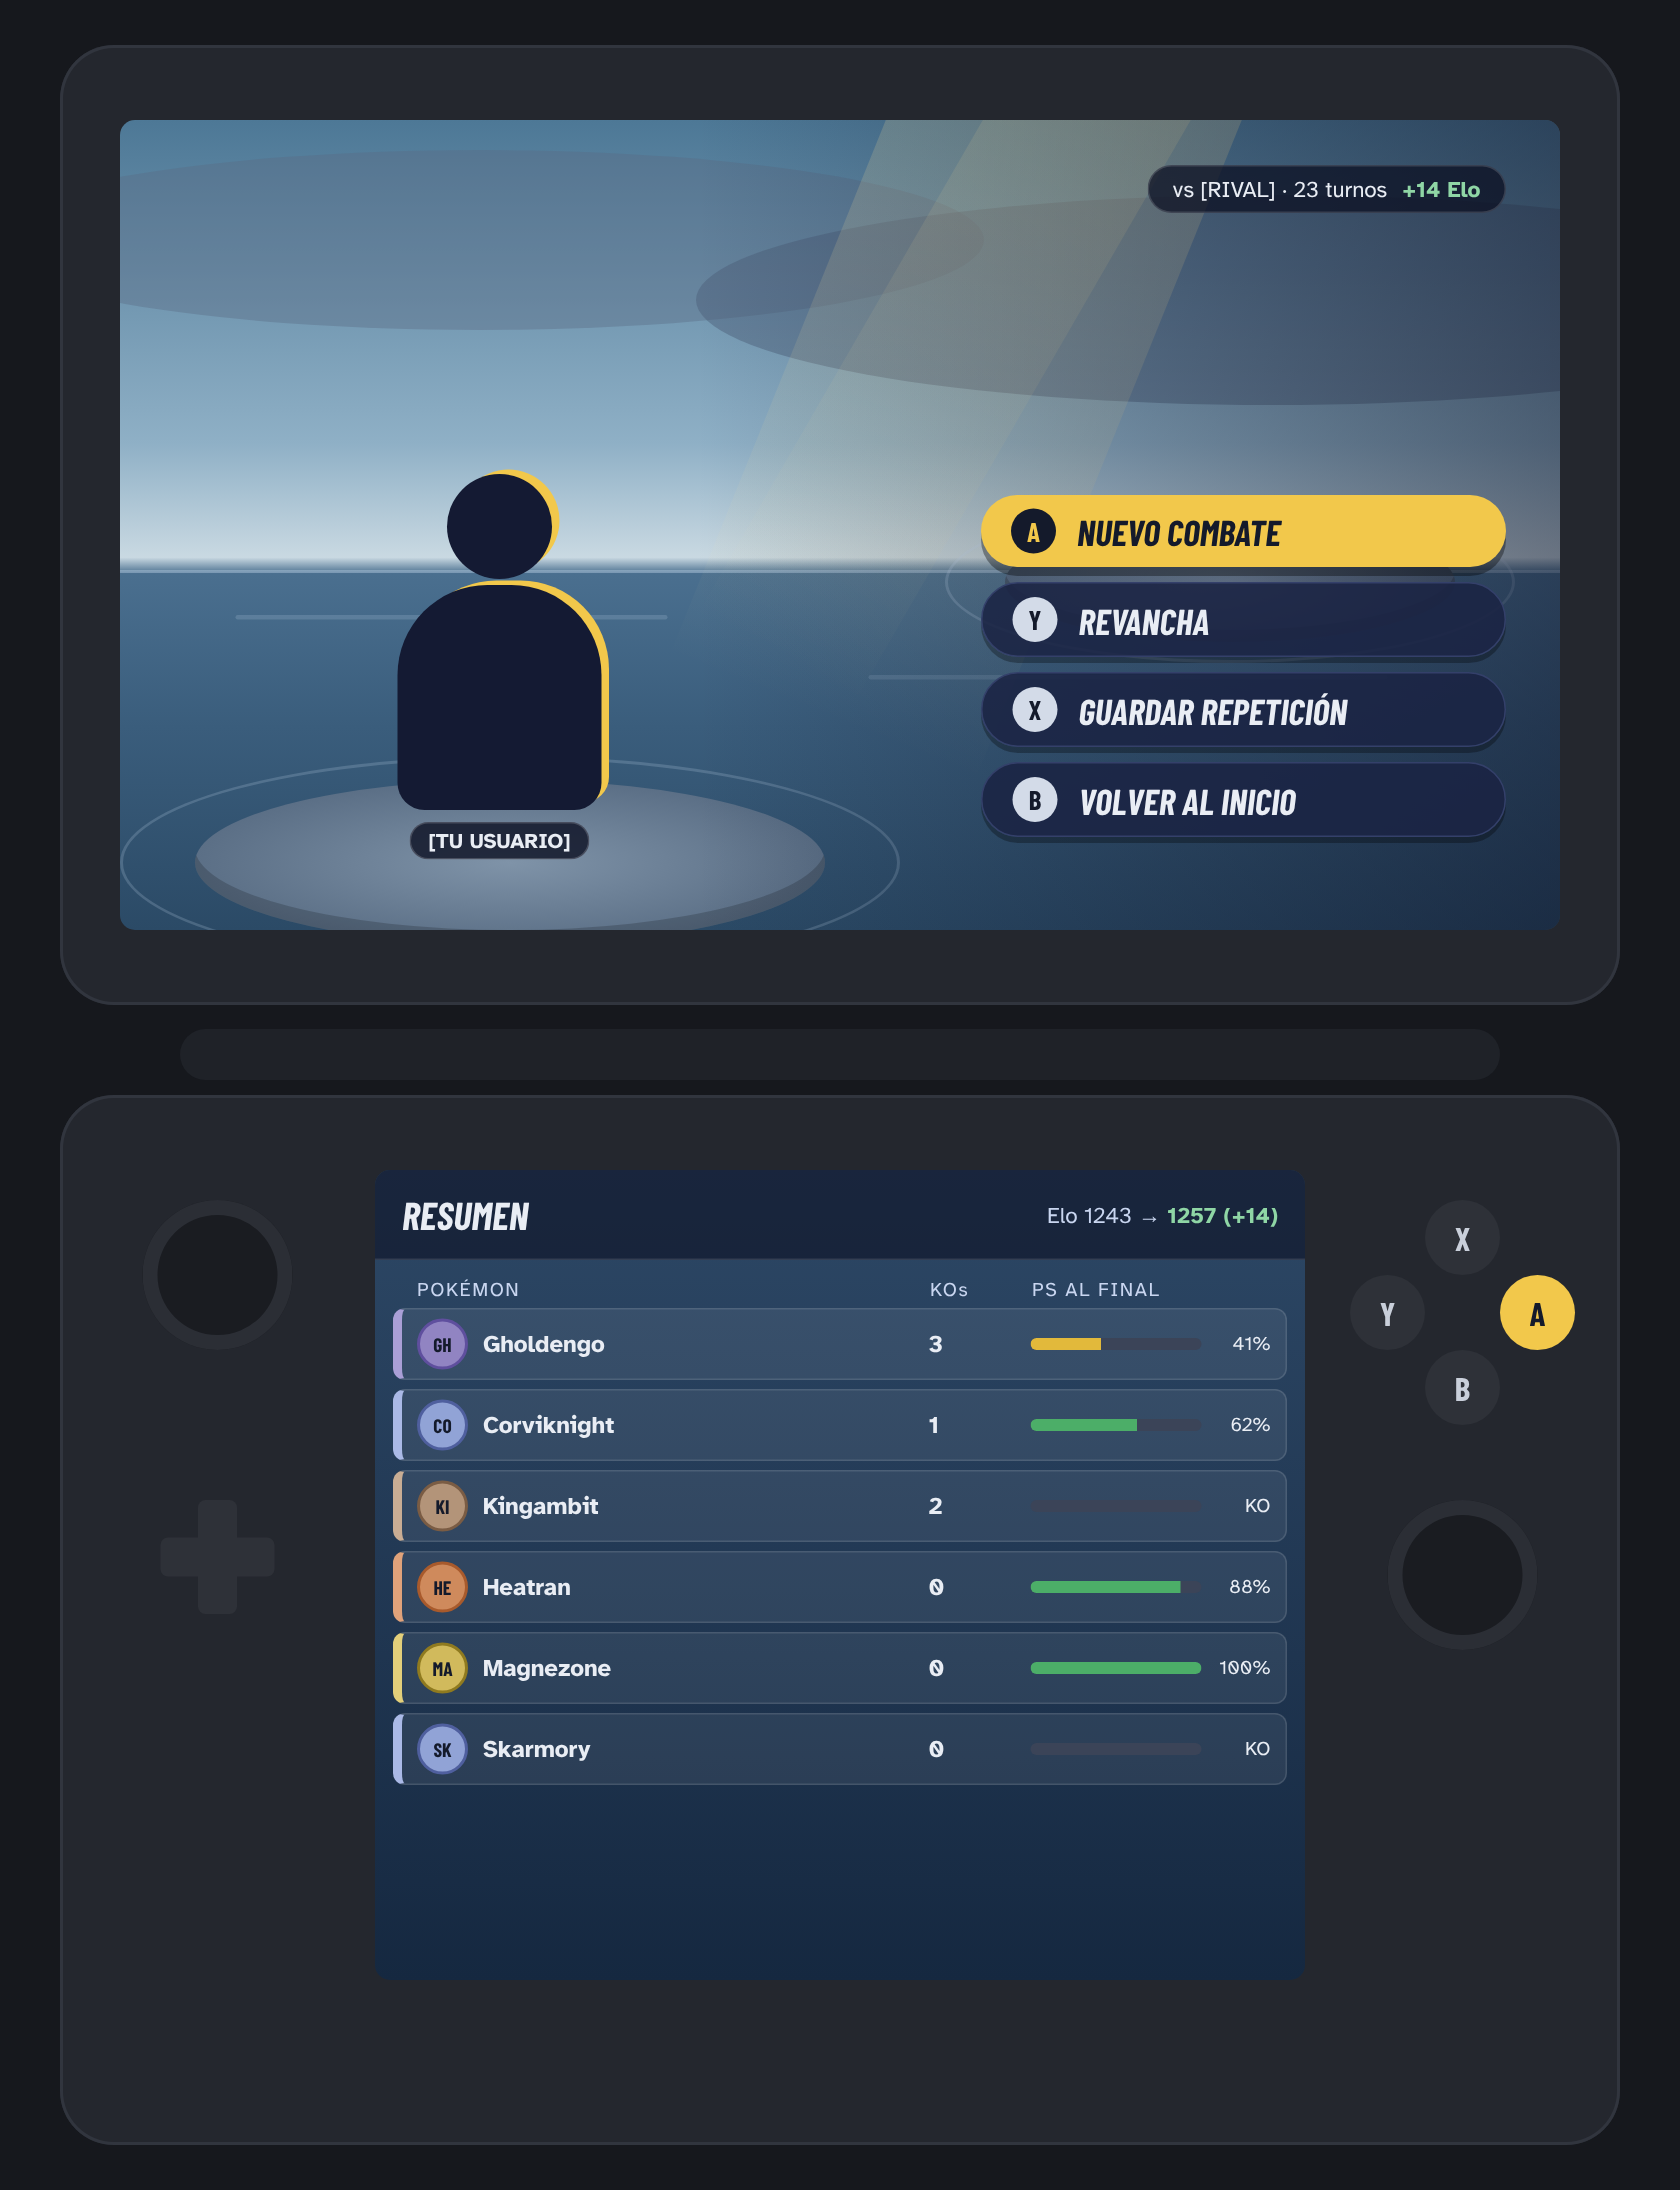 vs [RIVAL] · 23 turnos +14 Elo
A NUEVO COMBATE
Y REVANCHA
X GUARDAR REPETICIÓN
B VOLVER AL INICIO
[TU USUARIO]
RESUMEN Elo 1243 → 1257 (+14)
POKÉMON KOs PS AL FINAL
GH Gholdengo 3 41%
CO Corviknight 1 62%
KI Kingambit 2 KO
HE Heatran 0 88%
MA Magnezone 0 100%
SK Skarmory 0 KO
X
Y A
B